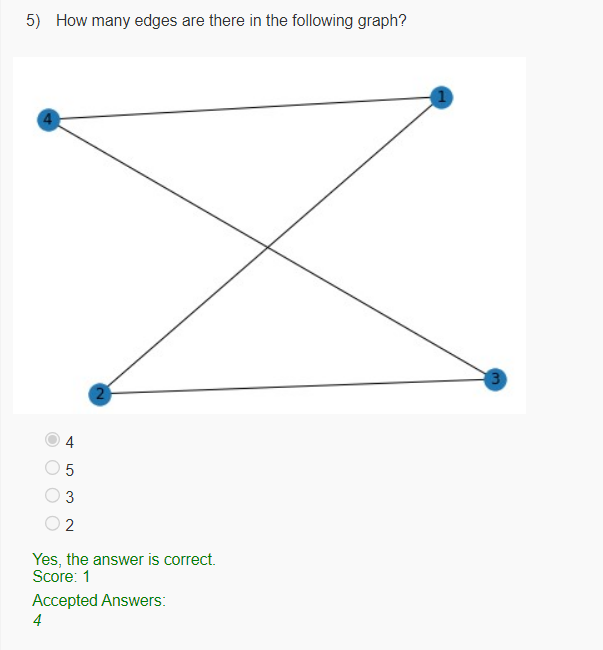 5) How many edges are there in the following graph?
1
4
3
2
4
5
3
2
Yes, the answer is correct.
Score: 1
Accepted Answers:
4